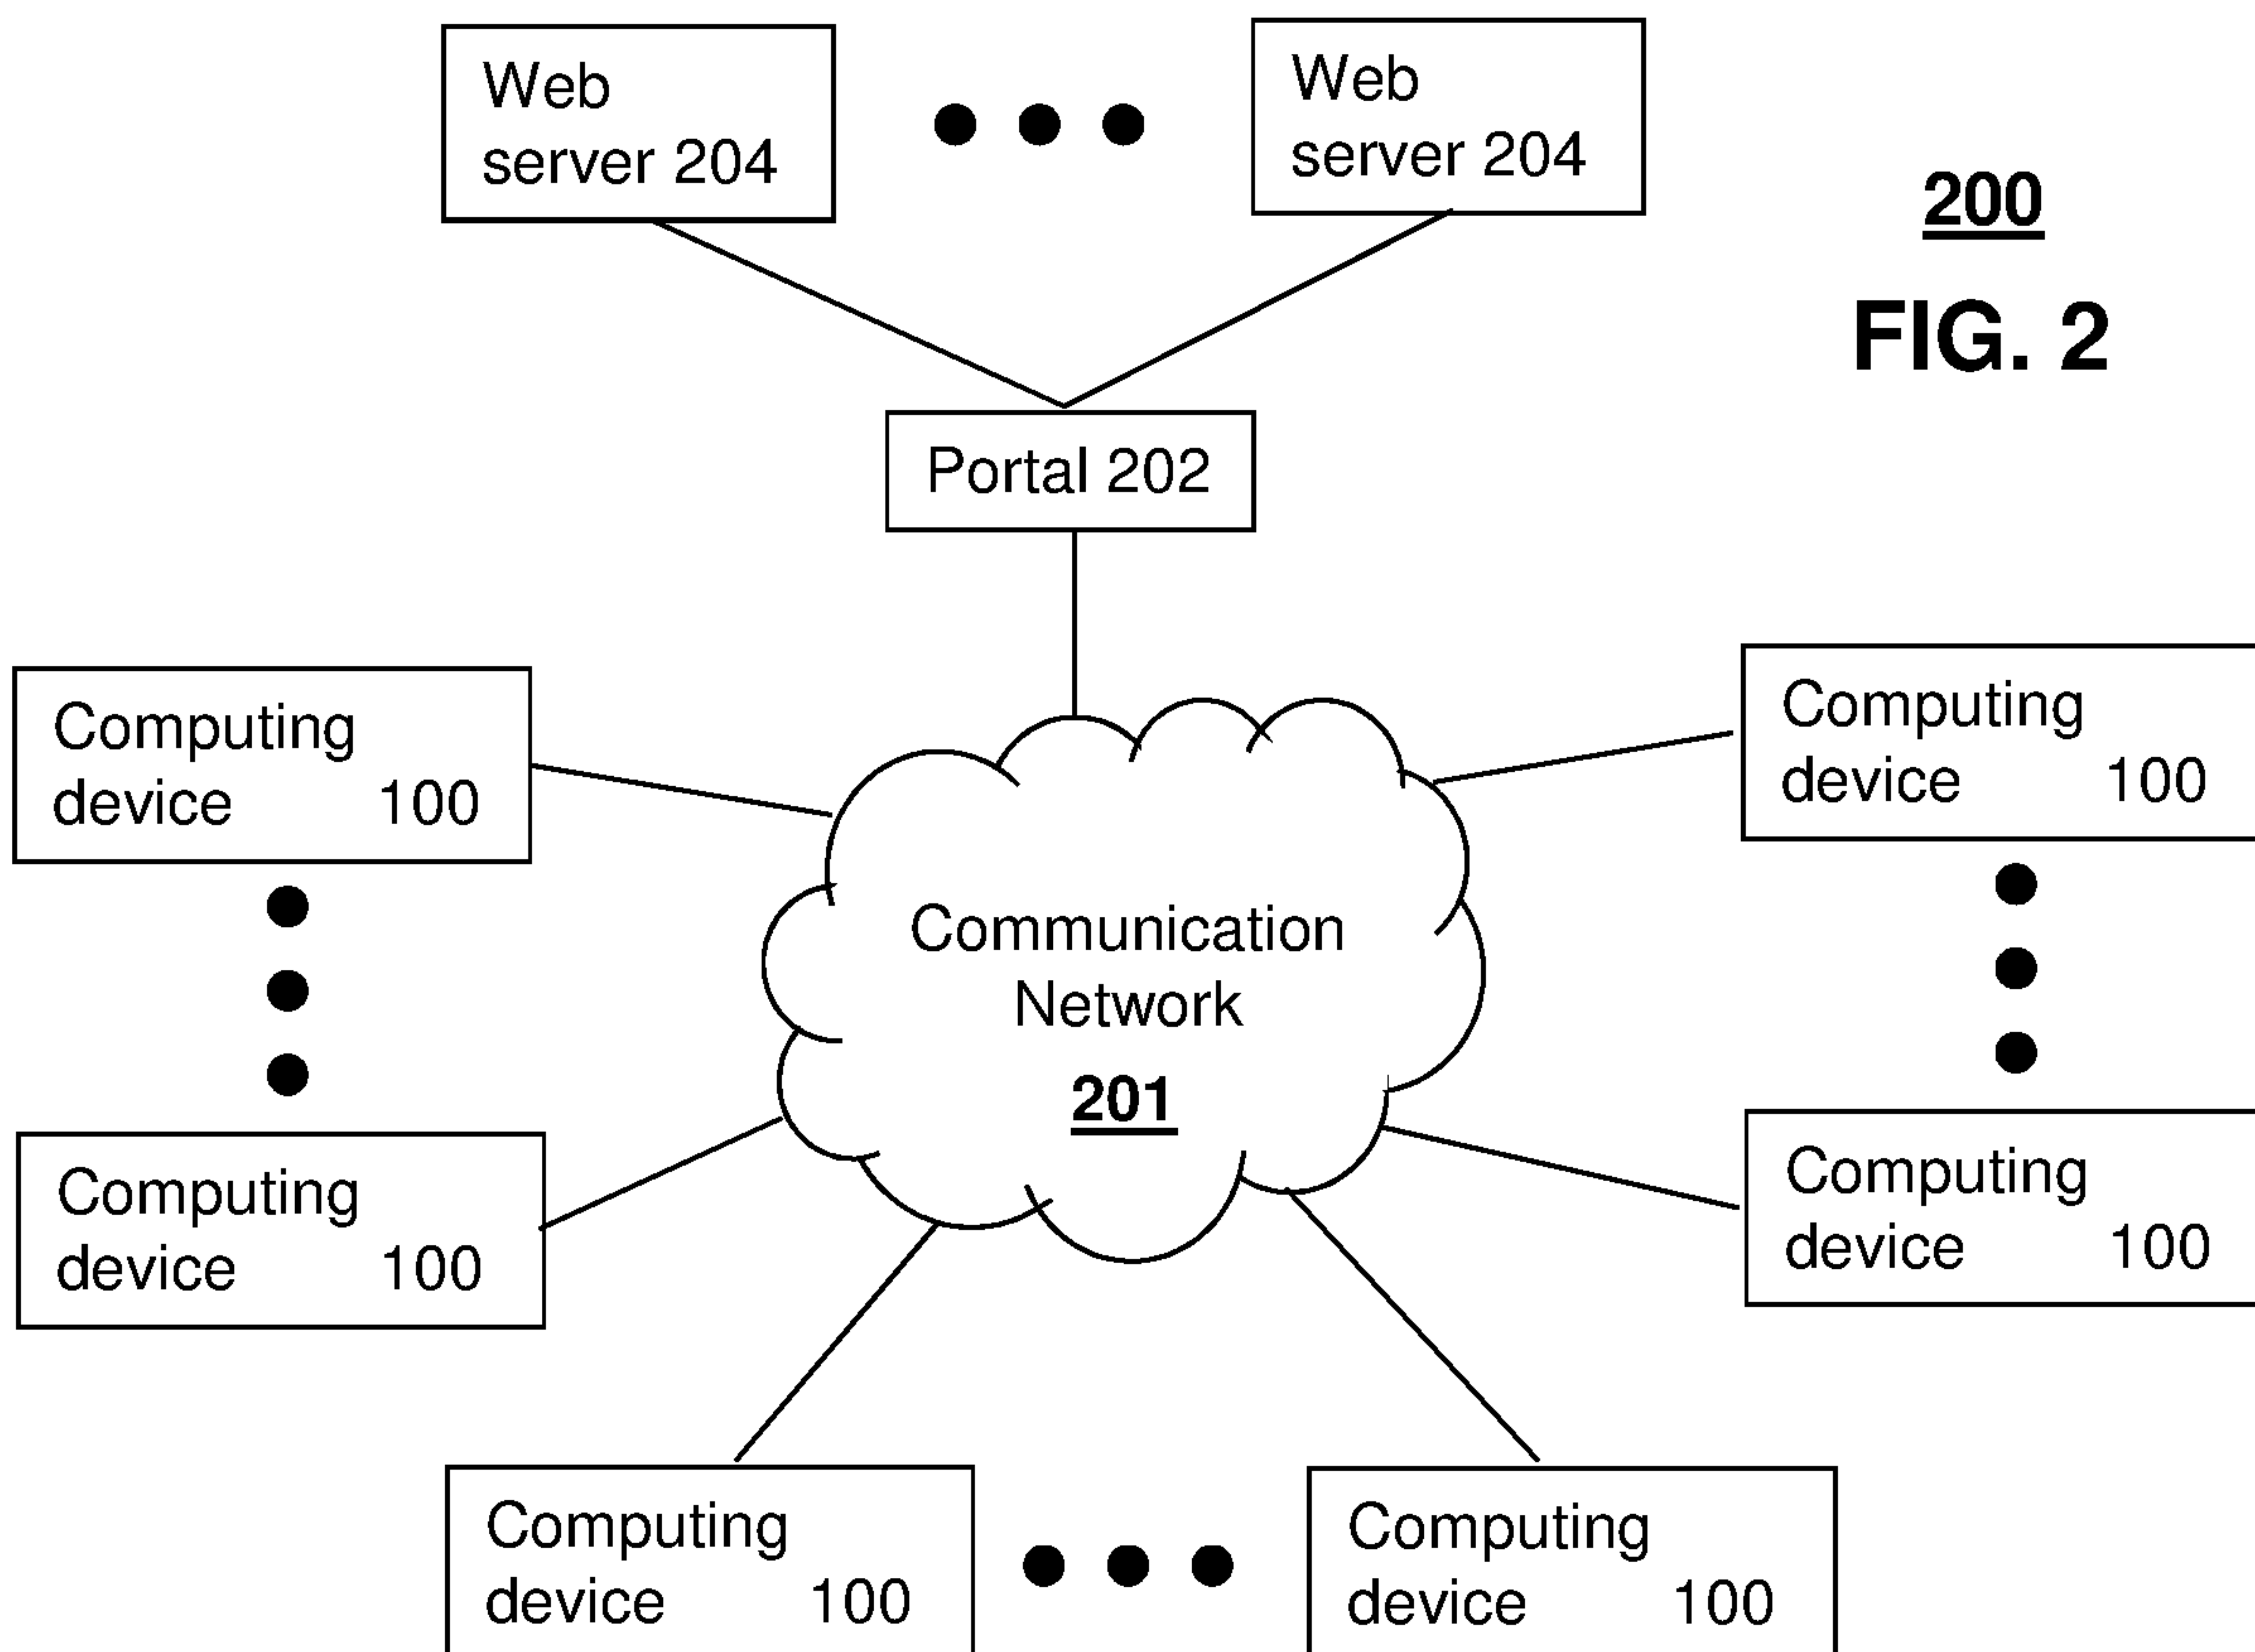 Web
server 204
Web
server 204
200
FIG. 2
Portal 202
Computing
device 100
Computing
device 100
Communication
Network
201
Computing
device 100
Computing
device 100
Computing
device 100
Computing
device 100